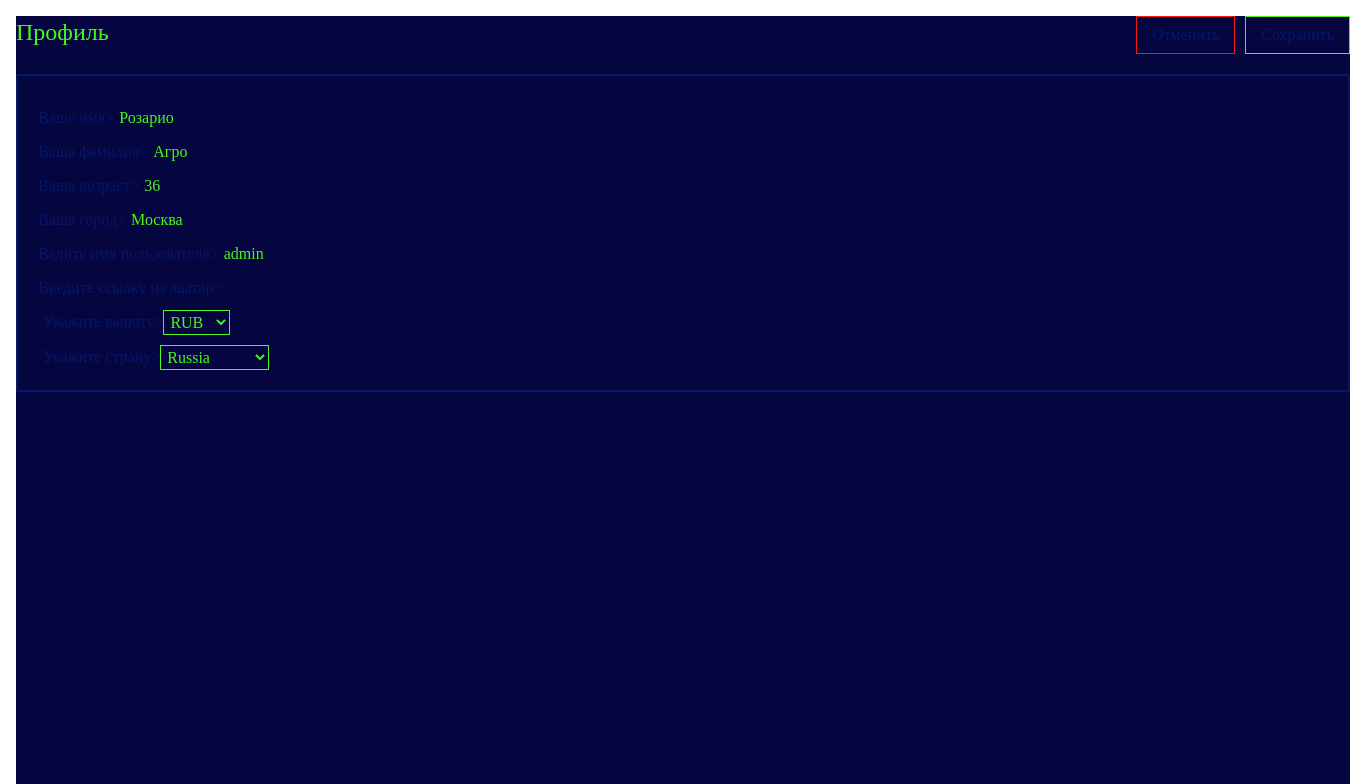 Профиль
Отменить
Сохранить
Ваше имя> Розарио
Ваша фамилия> Агро
Ваша возраст> 36
Ваша город> Москва
Ведите имя пользователя> admin
Введите ссылку на аватар>
Укажите валюту> RUB
Укажите страну> Russia